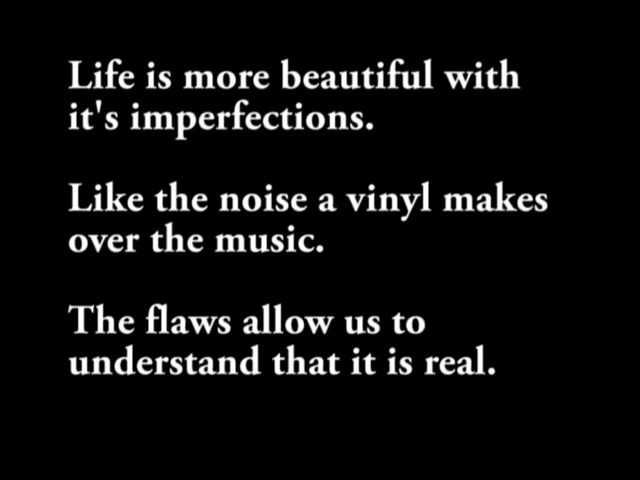 Life is more beautiful with
it's imperfections.
Like the noise a vinyl makes
over the music.
The flaws allow us to
understand that it is real.